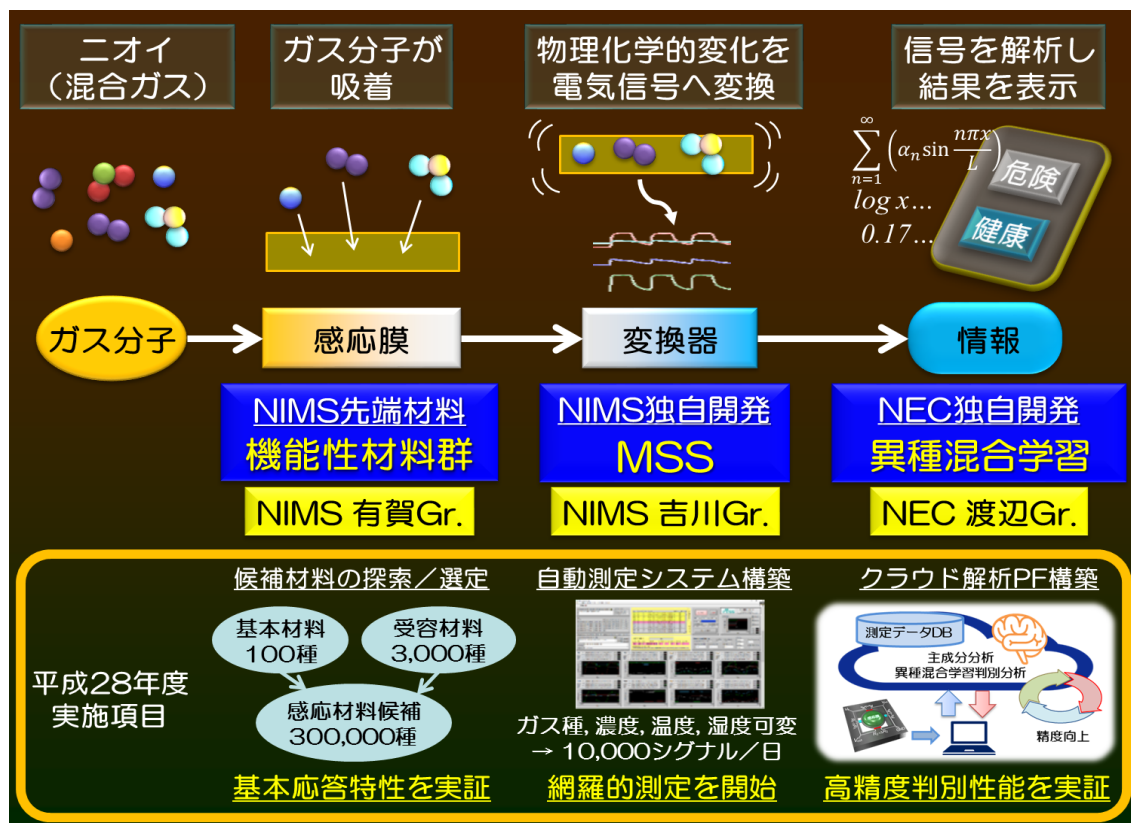 ニオイ
(混合ガス)
ガス分子が
吸着
物理化学的変化を
電気信号へ変換
信号を解析し
結果を表示
∞
∑(αn sin nπx/L)
n=1
log x...
0.17...
危険
健康
ガス分子
感応膜
変換器
情報
NIMS先端材料
機能性材料群
NIMS独自開発
MSS
NEC独自開発
異種混合学習
NIMS 有賀Gr.
NIMS 吉川Gr.
NEC 渡辺Gr.
平成28年度
実施項目
候補材料の探索/選定
基本材料
100種
受容材料
3,000種
感応材料候補
300,000種
基本応答特性を実証
自動測定システム構築
ガス種, 濃度, 温度, 湿度可変
→ 10,000シグナル/日
網羅的測定を開始
クラウド解析PF構築
測定データDB
主成分分析
異種混合学習判別分析
精度向上
高精度判別性能を実証